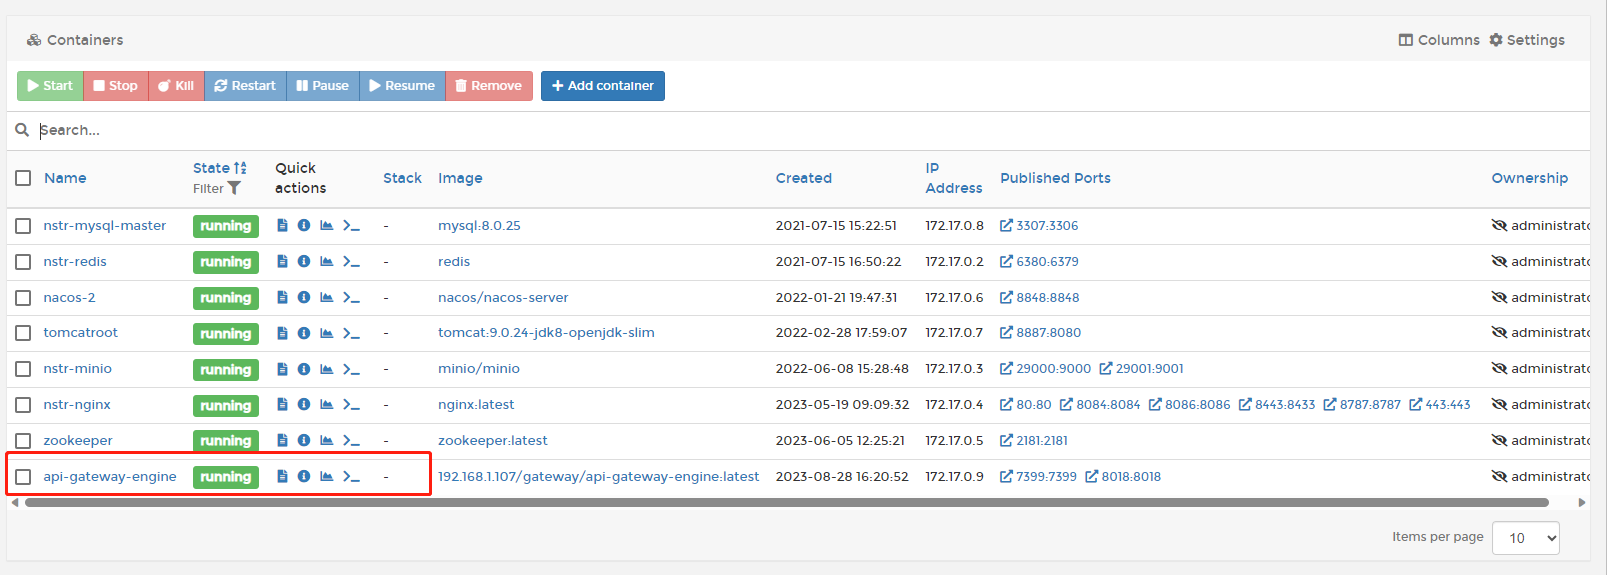 Containers Columns Settings
Start Stop Kill Restart Pause Resume Remove Add container
Search...
Name State Filter Quick actions Stack Image Created IP Address Published Ports Ownership
nstr-mysql-master running - mysql:8.0.25 2021-07-15 15:22:51 172.17.0.8 3307:3306 administrato
nstr-redis running - redis 2021-07-15 16:50:22 172.17.0.2 6380:6379 administrato
nacos-2 running - nacos/nacos-server 2022-01-21 19:47:31 172.17.0.6 8848:8848 administrato
tomcatroot running - tomcat:9.0.24-jdk8-openjdk-slim 2022-02-28 17:59:07 172.17.0.7 8887:8080 administrato
nstr-minio running - minio/minio 2022-06-08 15:28:48 172.17.0.3 29000:9000 29001:9001 administrato
nstr-nginx running - nginx:latest 2023-05-19 09:09:32 172.17.0.4 80:80 8084:8084 8086:8086 8443:8433 8787:8787 443:443 administrato
zookeeper running - zookeeper:latest 2023-06-05 12:25:21 172.17.0.5 2181:2181 administrato
api-gateway-engine running - 192.168.1.107/gateway/api-gateway-engine:latest 2023-08-28 16:20:52 172.17.0.9 7399:7399 8018:8018 administrato
Items per page 10